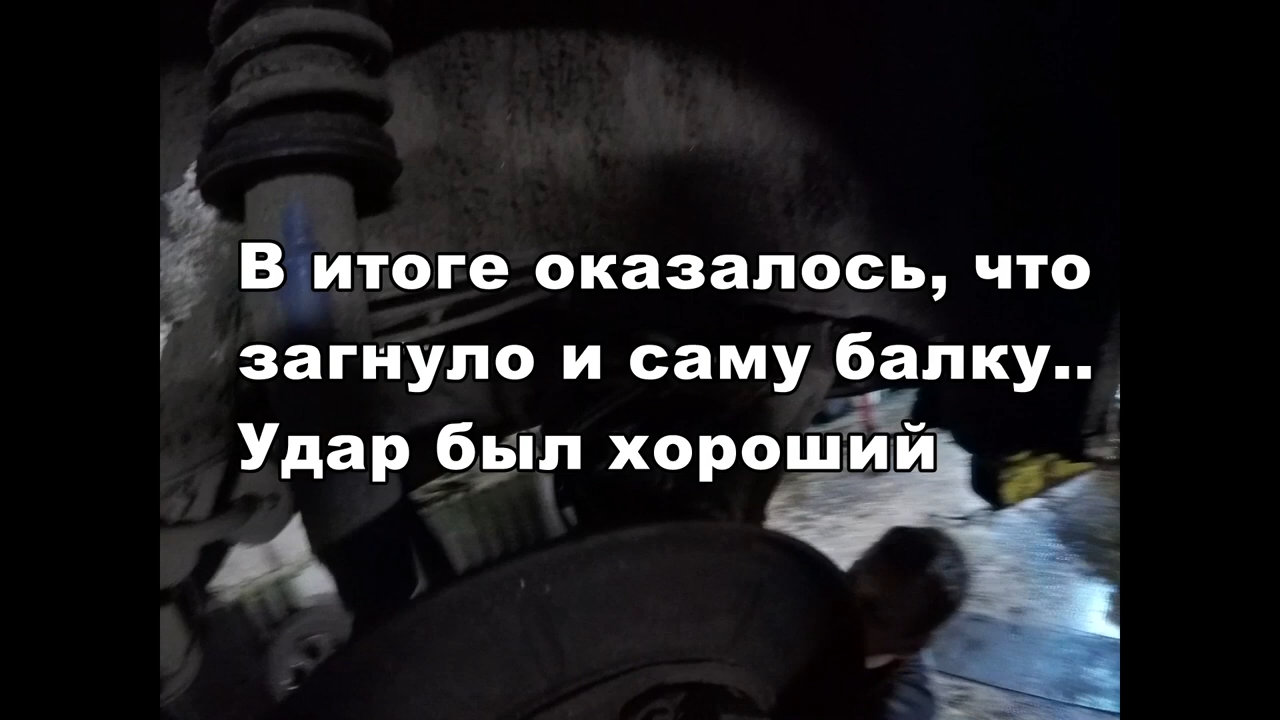 В итоге оказалось, что
загнуло и саму балку..
Удар был хороший